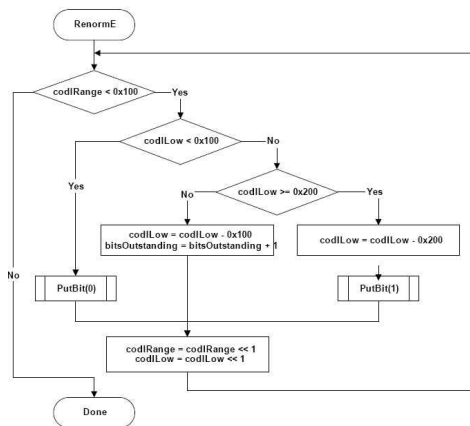 RenormE
codIRange < 0x100
Yes
codILow < 0x100
No
Yes
codILow >= 0x200
No
Yes
codILow = codILow - 0x100
bitsOutstanding = bitsOutstanding + 1
codILow = codILow - 0x200
No
PutBit(0)
PutBit(1)
codIRange = codIRange << 1
codILow = codILow << 1
Done